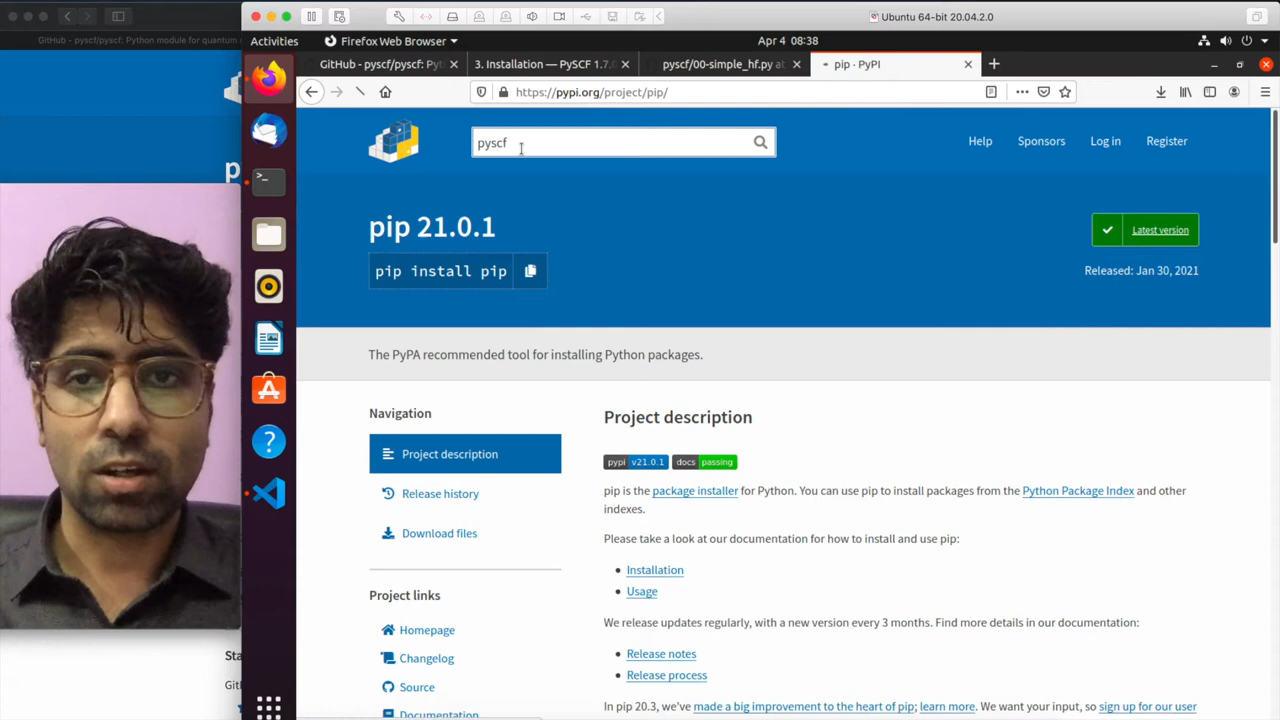 GitHub - pyscf/pyscf: Python module for quantum
Ubuntu 64-bit 20.04.2.0
Activities
Firefox Web Browser
Apr 4 08:38
GitHub - pyscf/pyscf: Pyt
3. Installation — PySCF 1.7.
pyscf/00-simple_hf.py at
pip · PyPI
https://pypi.org/project/pip/
pyscf
Help
Sponsors
Log in
Register
p
pip 21.0.1
Latest version
pip install pip
Released: Jan 30, 2021
The PyPA recommended tool for installing Python packages.
Navigation
Project description
Release history
Download files
Project links
Homepage
Changelog
Source
Documentation
Project description
pypi v21.0.1 docs passing
pip is the package installer for Python. You can use pip to install packages from the Python Package Index and other
indexes.
Please take a look at our documentation for how to install and use pip:
Installation
Usage
We release updates regularly, with a new version every 3 months. Find more details in our documentation:
Release notes
Release process
In pip 20.3, we've made a big improvement to the heart of pip; learn more. We want your input, so sign up for our user
Sta
Gitl